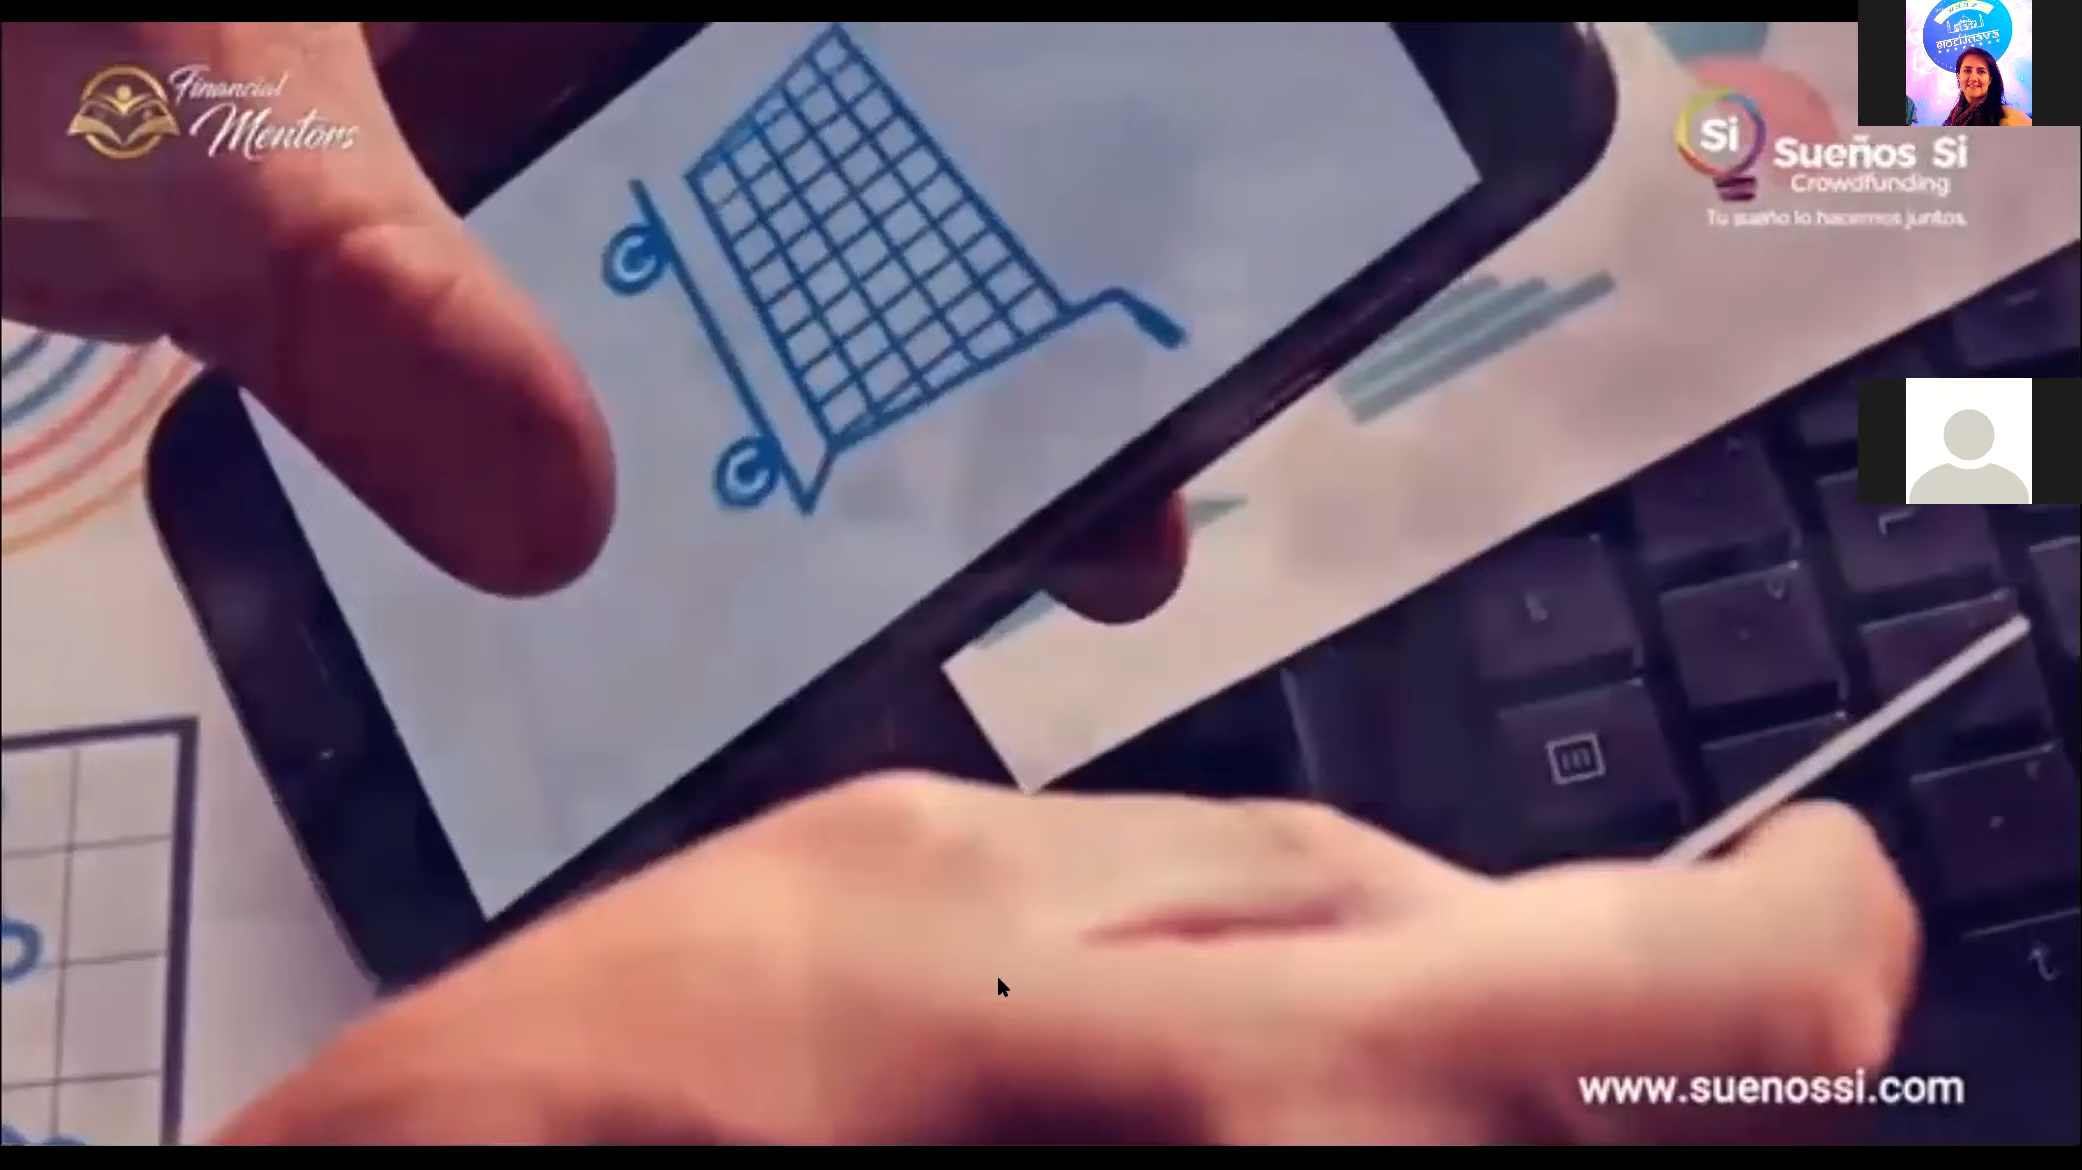 Financial
Mentors
Si
Sueños Si
Crowdfunding
Tu sueño lo hacemos juntos.
www.suenossi.com